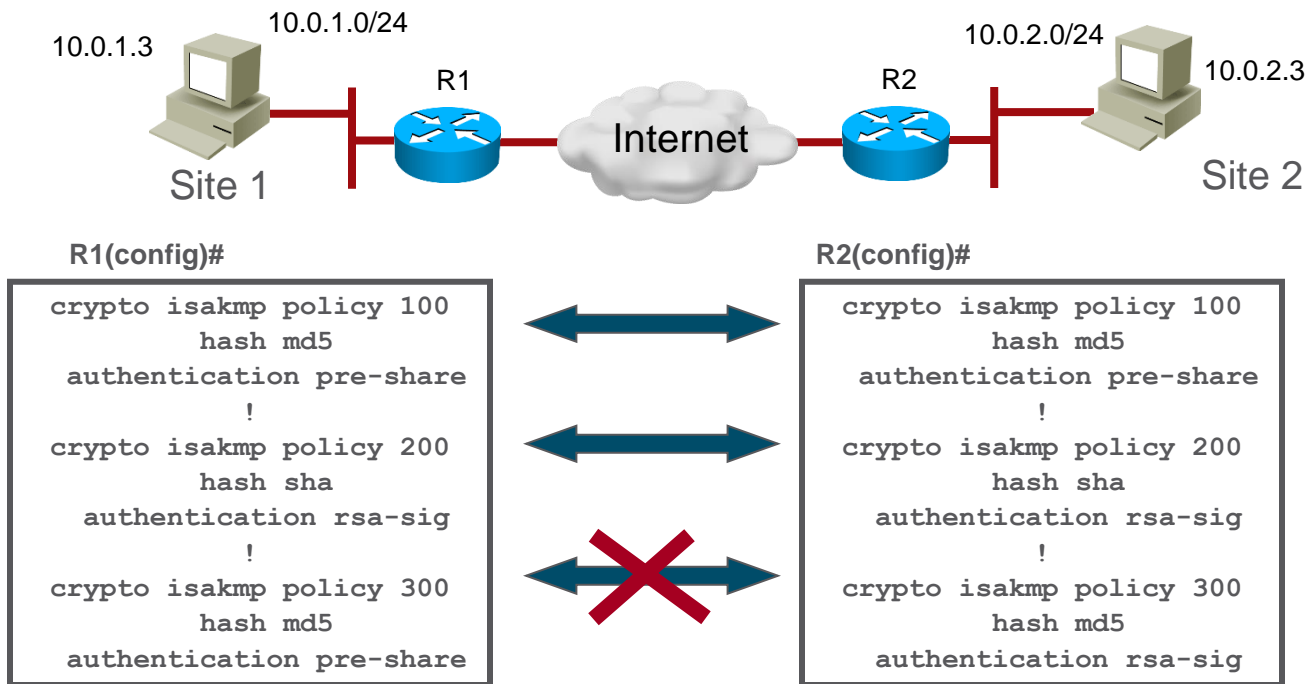 10.0.1.3
10.0.1.0/24
R1
Internet
R2
10.0.2.0/24
10.0.2.3
Site 1
Site 2
R1(config)#
crypto isakmp policy 100
hash md5
authentication pre-share
!
crypto isakmp policy 200
hash sha
authentication rsa-sig
!
crypto isakmp policy 300
hash md5
authentication pre-share
R2(config)#
crypto isakmp policy 100
hash md5
authentication pre-share
!
crypto isakmp policy 200
hash sha
authentication rsa-sig
!
crypto isakmp policy 300
hash md5
authentication rsa-sig